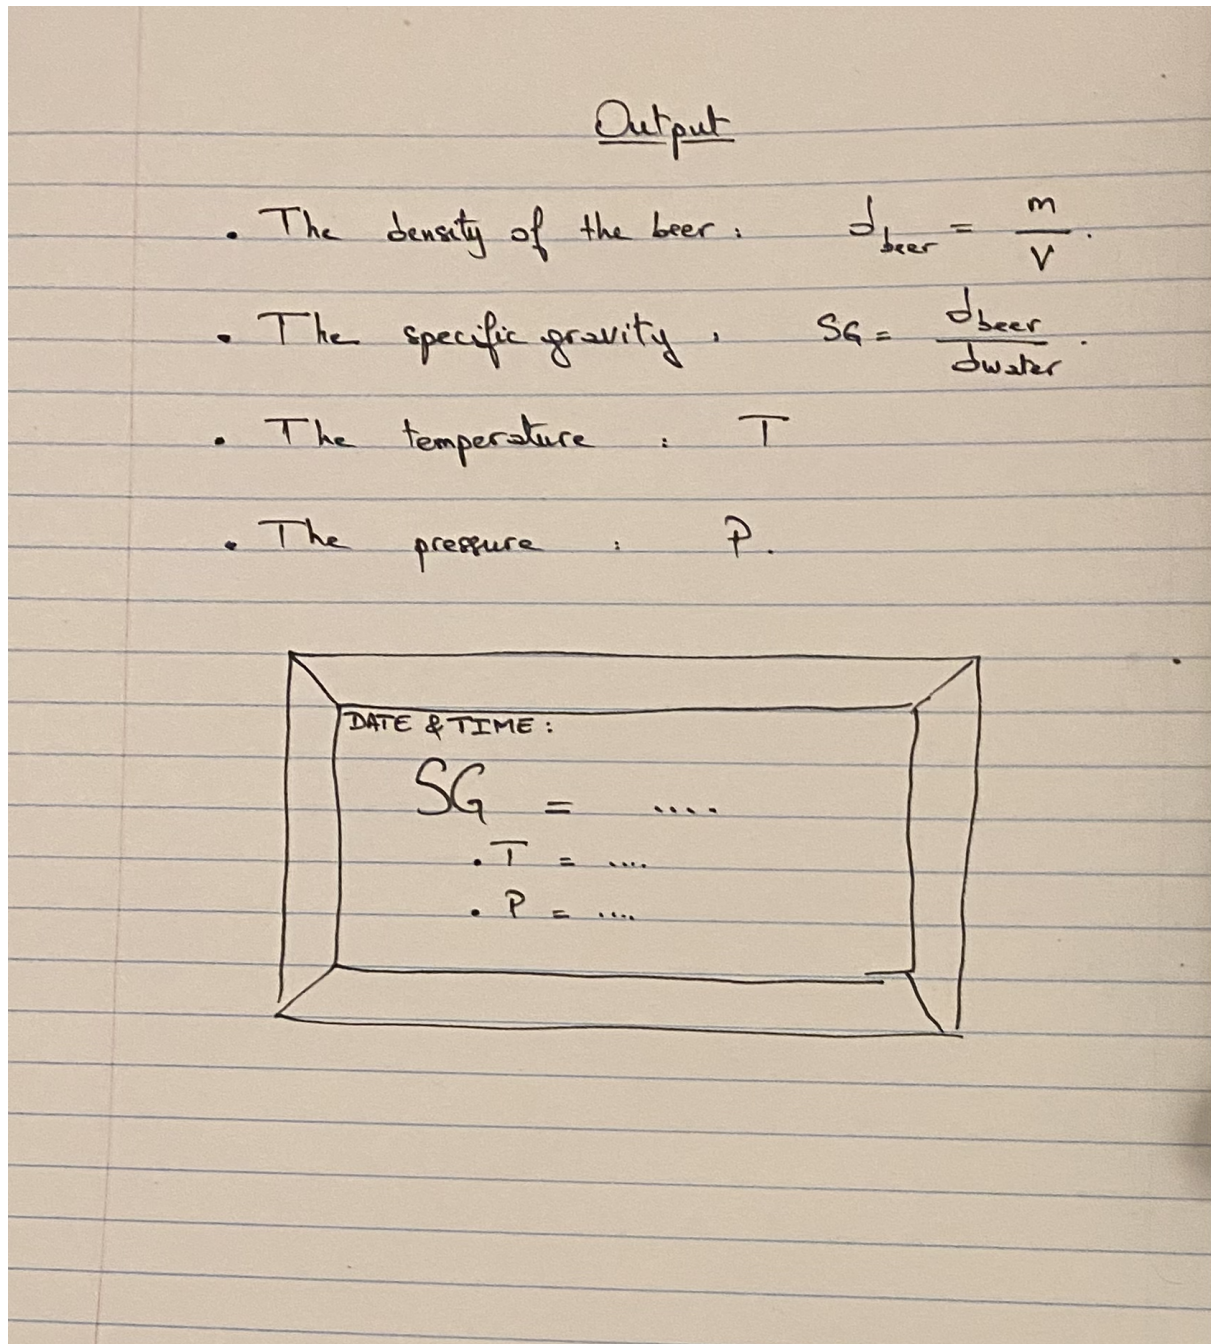 Output
• The density of the beer : d_beer = m/V .
• The specific gravity , SG = d_beer/d_water .
• The temperature : T
• The pressure : P.
DATE & TIME :
SG = ....
• T = ....
• P = ....